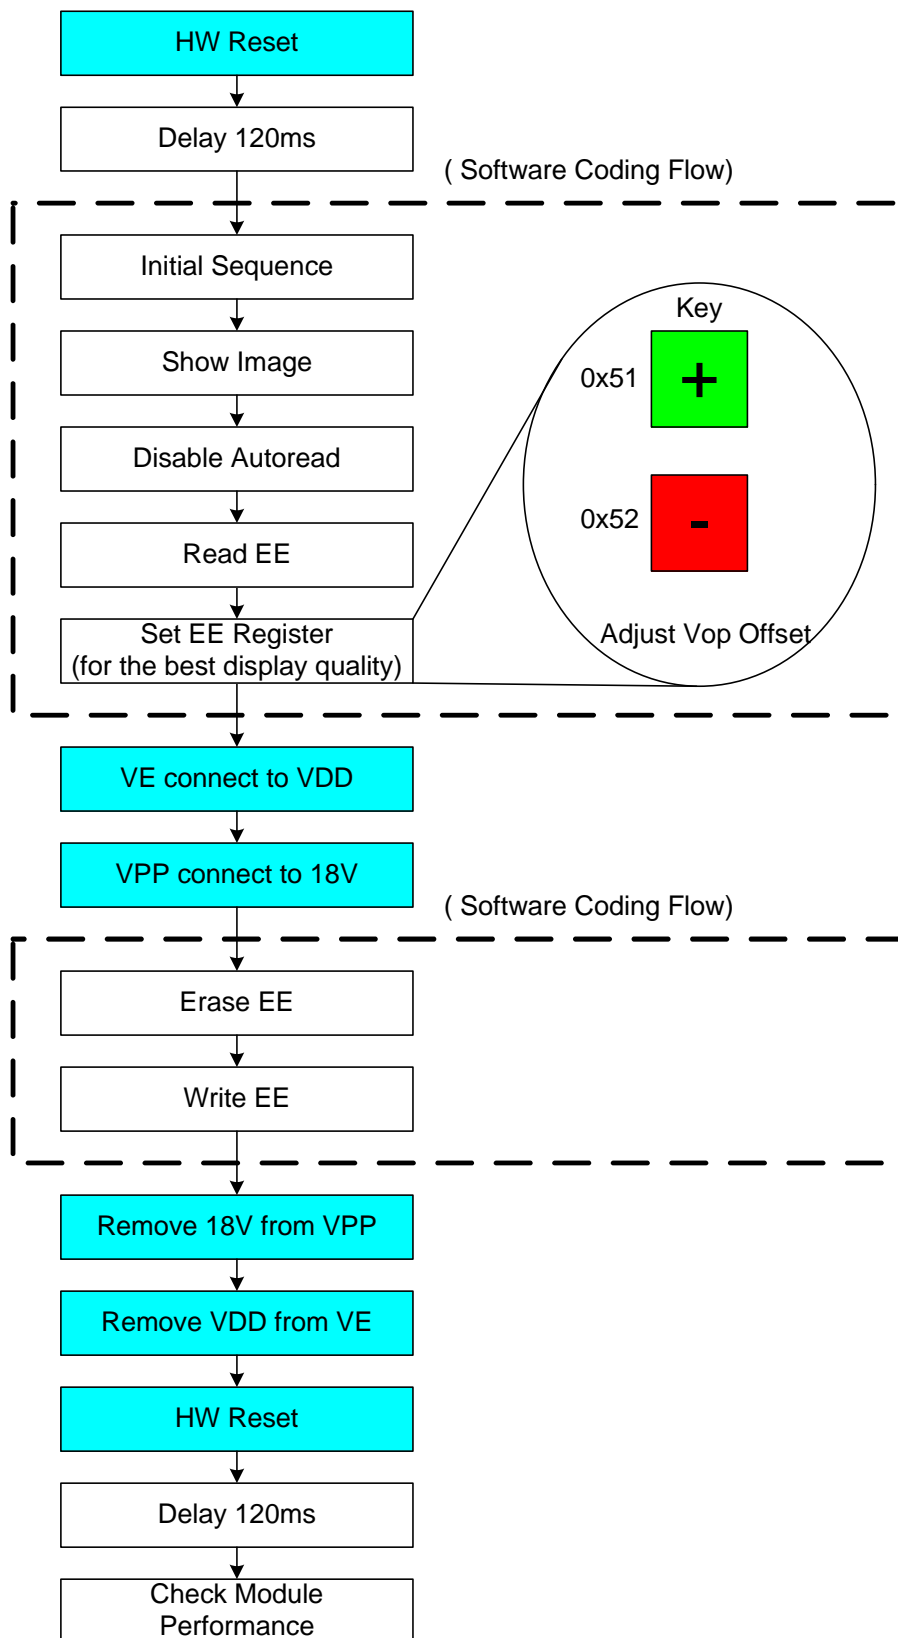 HW Reset
Delay 120ms
( Software Coding Flow)
Initial Sequence
Show Image
Disable Autoread
Read EE
Set EE Register
(for the best display quality)
Key
0x51
+
0x52
-
Adjust Vop Offset
VE connect to VDD
VPP connect to 18V
( Software Coding Flow)
Erase EE
Write EE
Remove 18V from VPP
Remove VDD from VE
HW Reset
Delay 120ms
Check Module
Performance